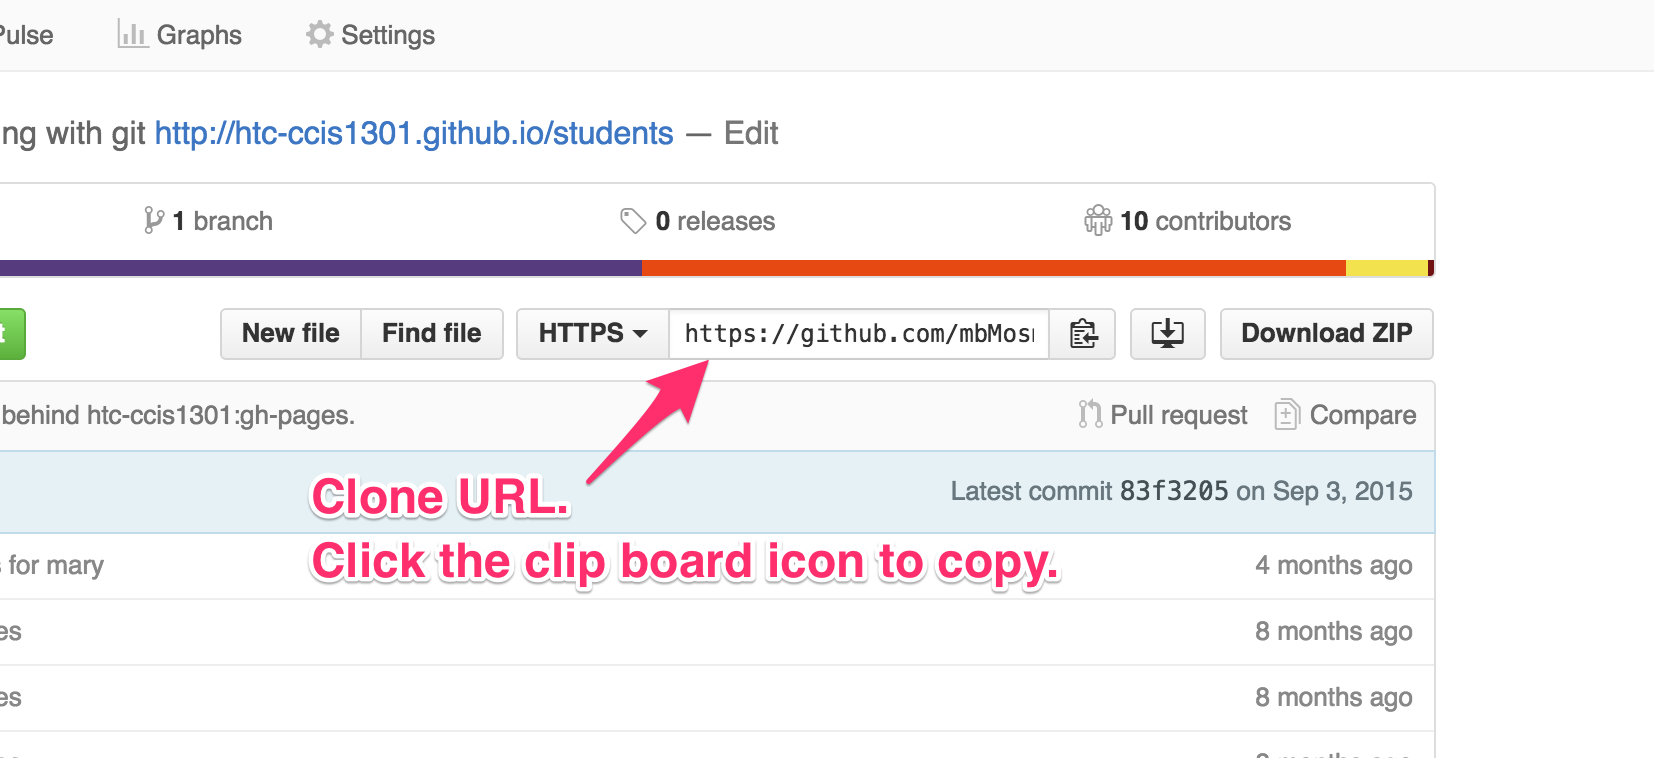 Pulse Graphs Settings
ng with git http://htc-ccis1301.github.io/students — Edit
1 branch 0 releases 10 contributors
New file Find file HTTPS https://github.com/mbMos Download ZIP
behind htc-ccis1301:gh-pages. Pull request Compare
Clone URL.
Latest commit 83f3205 on Sep 3, 2015
Click the clip board icon to copy.
for mary 4 months ago
es 8 months ago
es 8 months ago